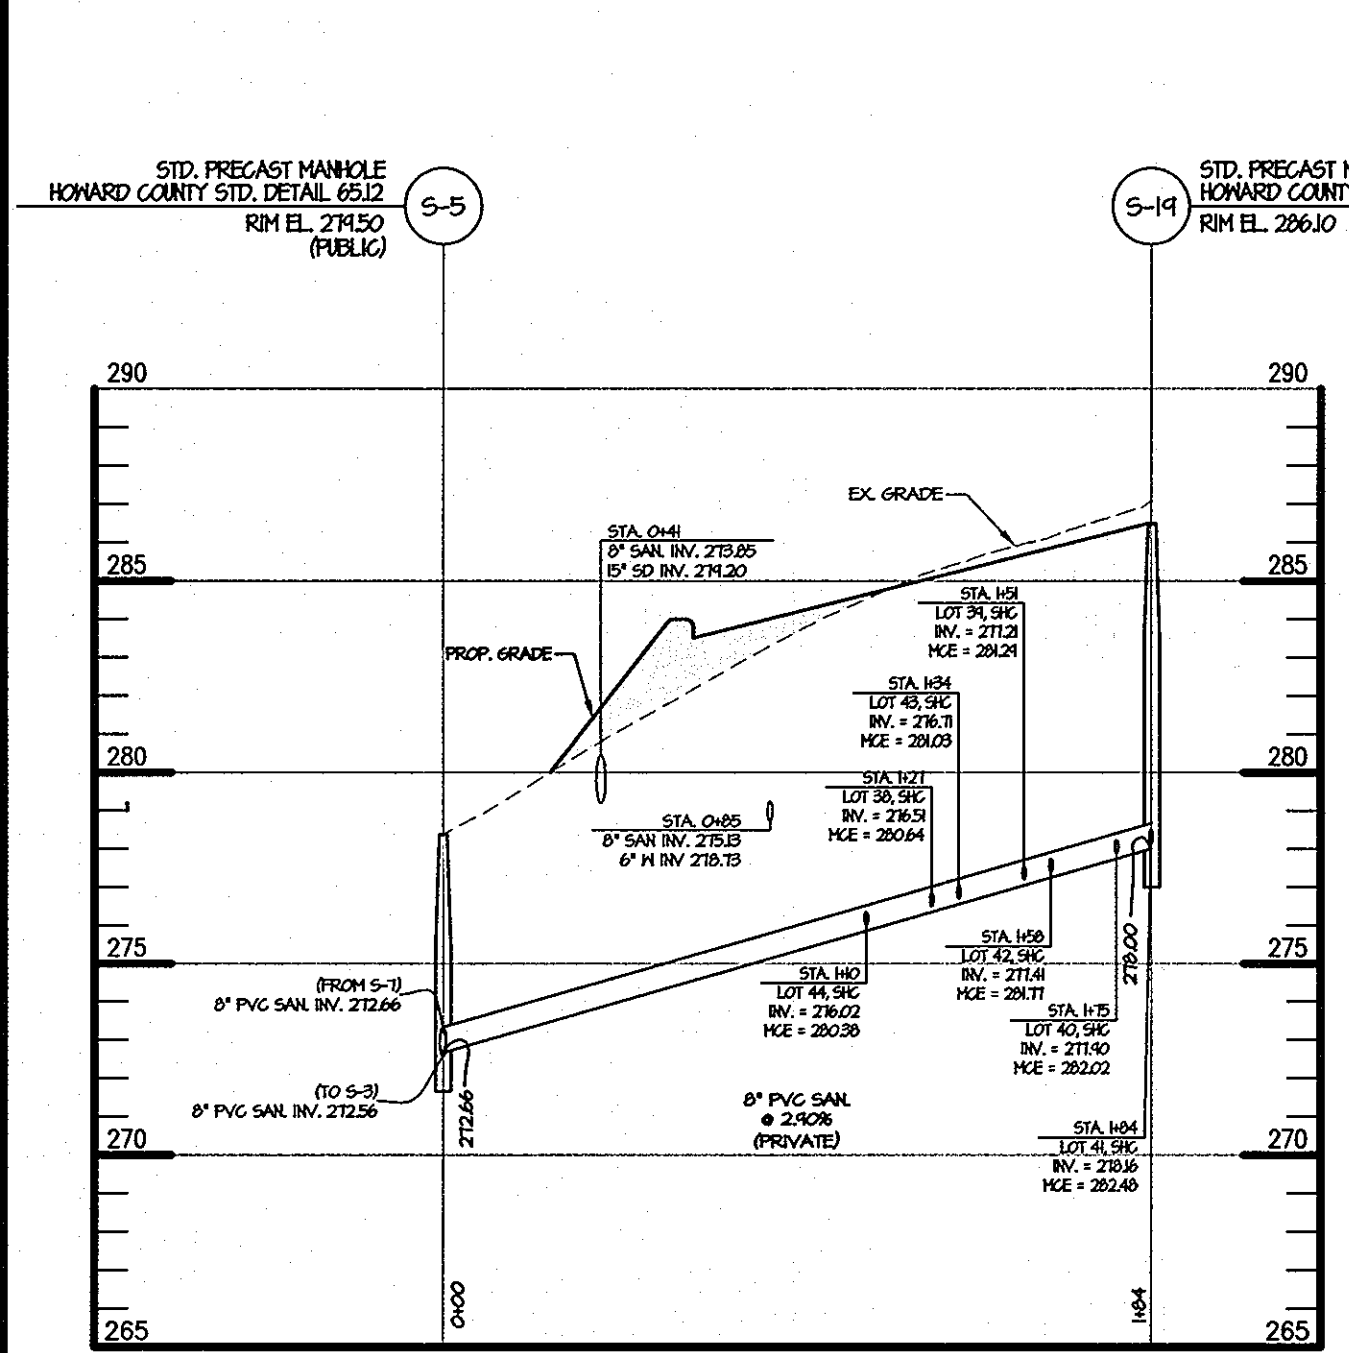 STD. PRECAST MANHOLE
HOWARD COUNTY STD. DETAIL 65.12
RIM EL. 279.50
(PUBLIC)
S-5
S-19
STD. PRECAST
HOWARD COUNTY
RIM EL. 286.10
290
290
EX. GRADE
STA. 0+41
8" SAN. INV. 273.85
15" SD INV. 279.20
285
285
STA. 1+51
LOT 39, SHC
INV. = 277.21
MCE = 281.29
PROP. GRADE
STA. 1+34
LOT 43, SHC
INV. = 276.71
MCE = 281.03
280
280
STA. 1+27
LOT 38, SHC
INV. = 276.51
MCE = 280.64
STA. 0+85
8" SAN INV. 275.13
6" W INV 278.73
275
275
STA. 1+58
LOT 42, SHC
INV. = 277.41
MCE = 281.77
278.00
(FROM S-7)
8" PVC SAN. INV. 272.66
STA. 1+10
LOT 44, SHC
INV. = 276.02
MCE = 280.38
STA. 1+75
LOT 40, SHC
INV. = 277.90
MCE = 282.02
(TO S-3)
8" PVC SAN. INV. 272.56
272.66
8" PVC SAN.
@ 2.90%
(PRIVATE)
270
270
STA. 1+84
LOT 41, SHC
INV. = 278.16
MCE = 282.48
0+00
1+84
265
265